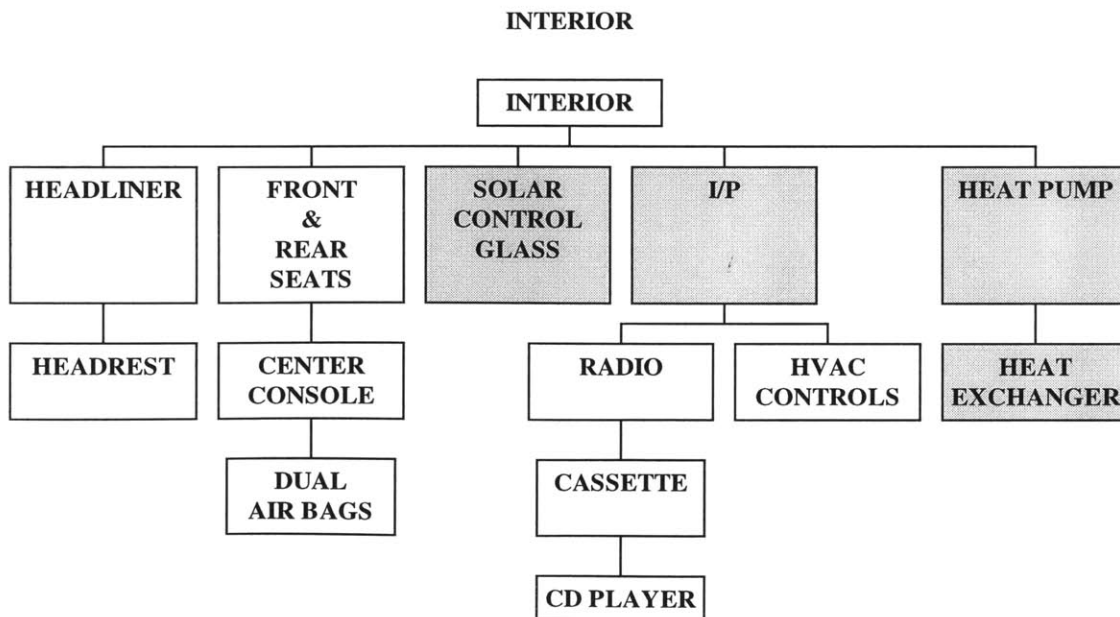 INTERIOR
INTERIOR
HEADLINER
FRONT
&
REAR
SEATS
SOLAR
CONTROL
GLASS
I/P
HEAT PUMP
HEADREST
CENTER
CONSOLE
RADIO
HVAC
CONTROLS
HEAT
EXCHANGER
DUAL
AIR BAGS
CASSETTE
CD PLAYER